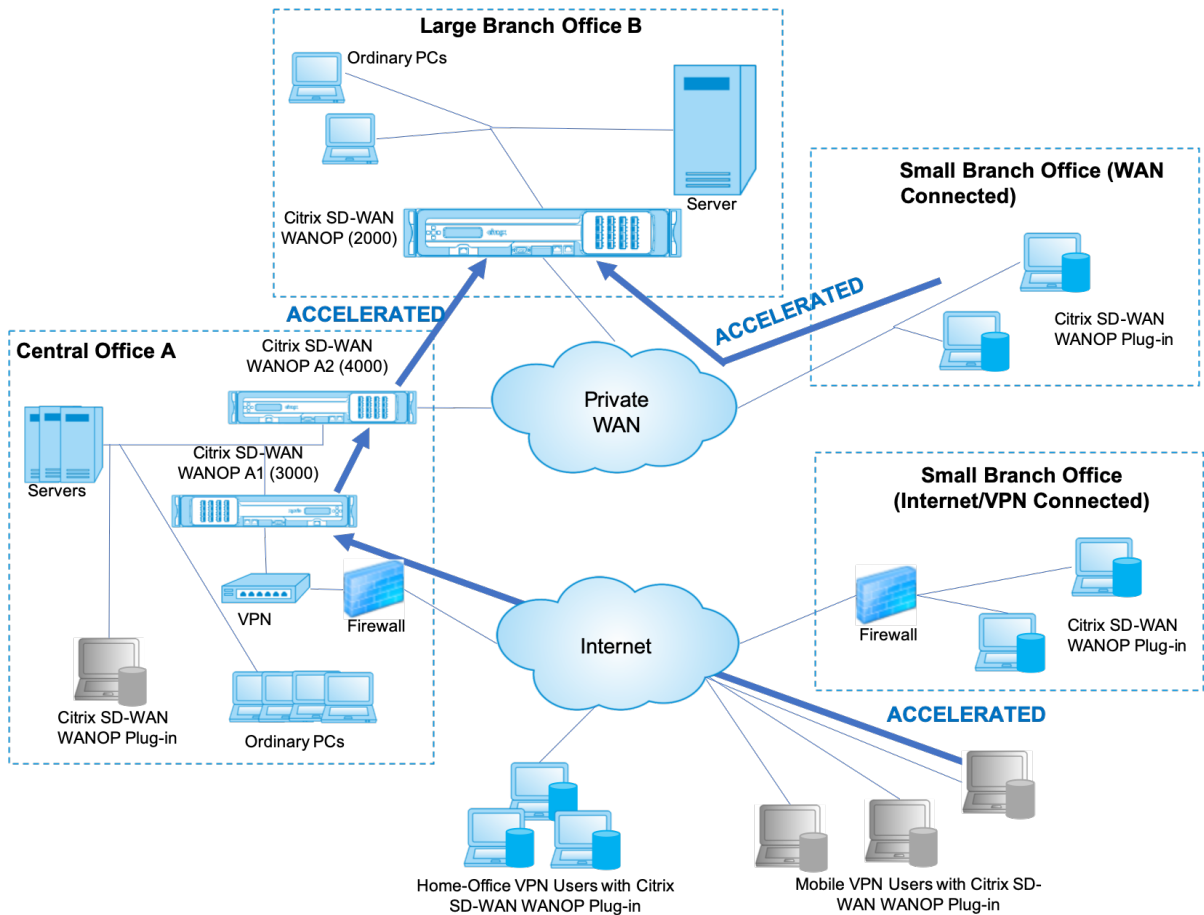 Large Branch Office B
Ordinary PCs
Server
Citrix SD-WAN
WANOP (2000)
Small Branch Office (WAN
Connected)
Citrix SD-WAN
WANOP Plug-in
ACCELERATED
ACCELERATED
Central Office A
Citrix SD-WAN
WANOP A2 (4000)
Private
WAN
Citrix SD-WAN
WANOP A1 (3000)
Servers
VPN
Firewall
Citrix SD-WAN
WANOP Plug-in
Ordinary PCs
Internet
Small Branch Office
(Internet/VPN Connected)
Firewall
Citrix SD-WAN
WANOP Plug-in
ACCELERATED
Home-Office VPN Users with Citrix
SD-WAN WANOP Plug-in
Mobile VPN Users with Citrix SD-
WAN WANOP Plug-in